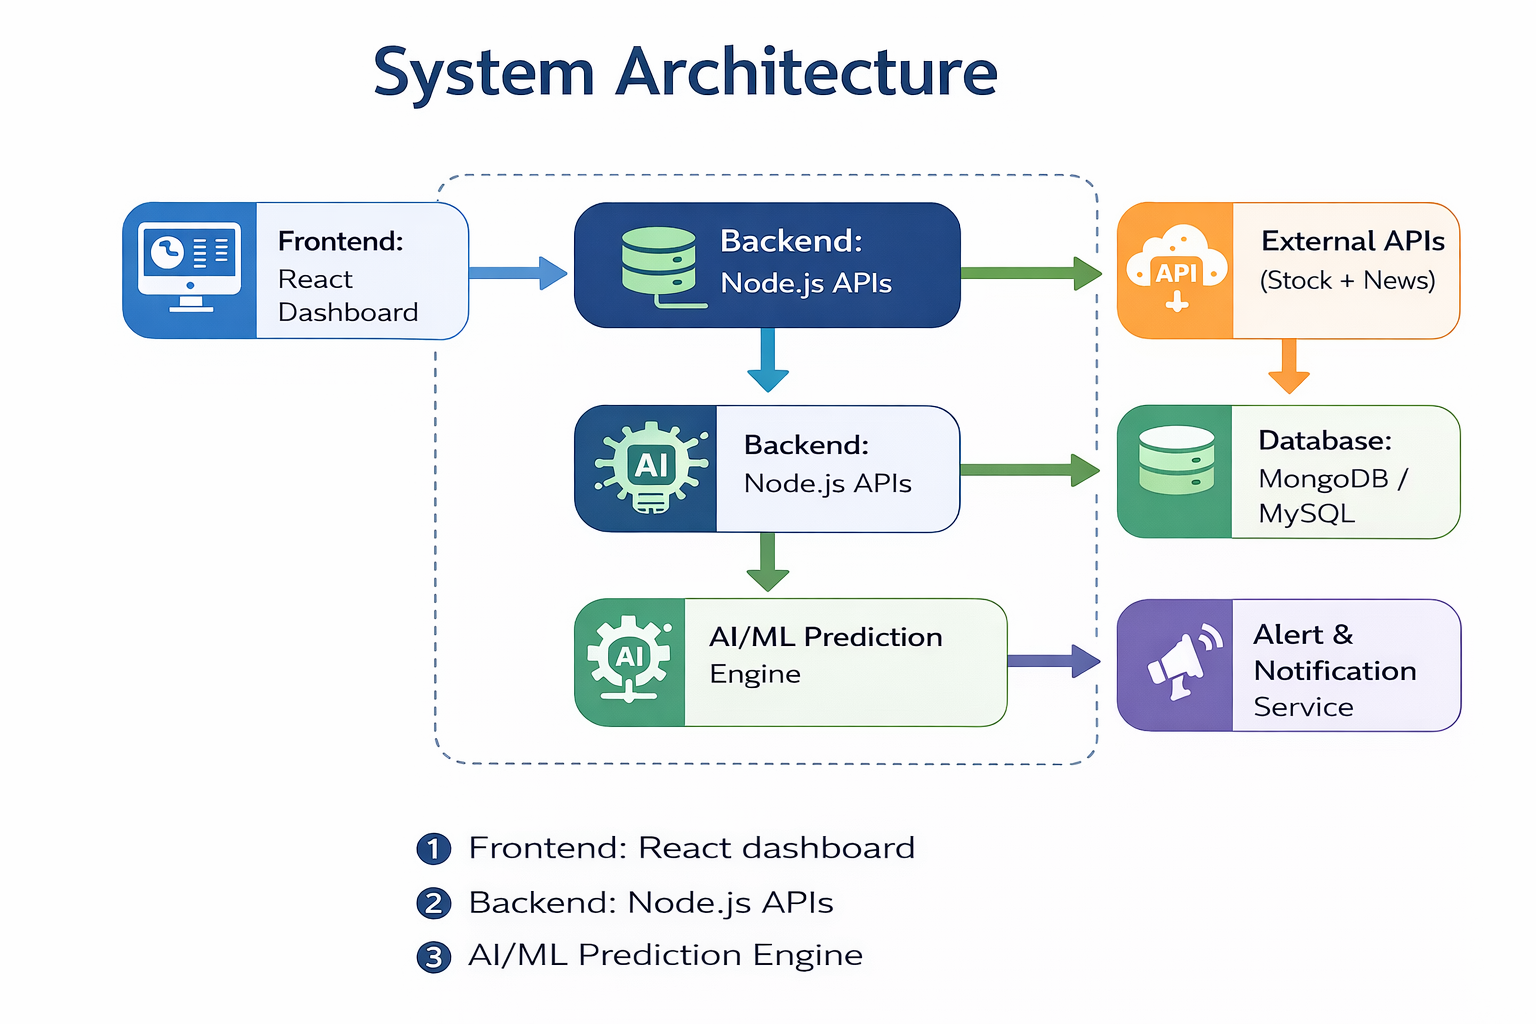 System Architecture
Frontend:
React
Dashboard
Backend:
Node.js APIs
API
External APIs
(Stock + News)
AI
Backend:
Node.js APIs
Database:
MongoDB /
MySQL
AI
AI/ML Prediction
Engine
Alert &
Notification
Service
1 Frontend: React dashboard
2 Backend: Node.js APIs
3 AI/ML Prediction Engine